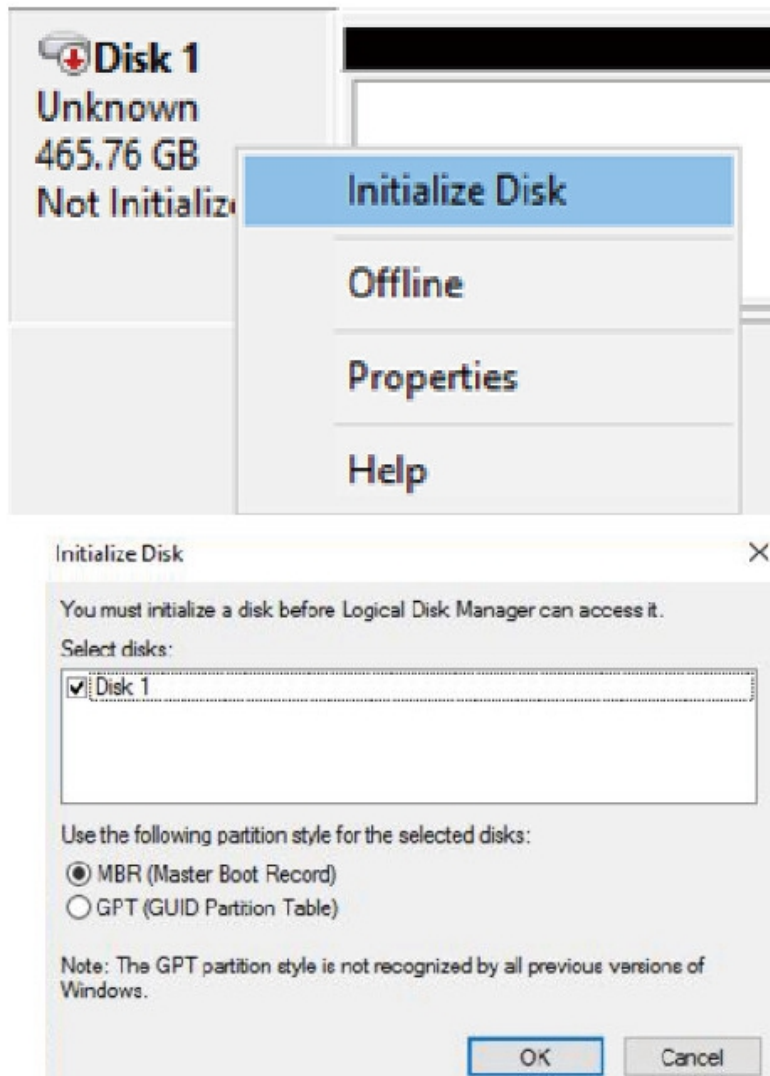 Disk 1
Unknown
465.76 GB
Not Initialize
Initialize Disk
Offline
Properties
Help
Initialize Disk
You must initialize a disk before Logical Disk Manager can access it.
Select disks:
Disk 1
Use the following partition style for the selected disks:
MBR (Master Boot Record)
GPT (GUID Partition Table)
Note: The GPT partition style is not recognized by all previous versions of
Windows.
OK Cancel